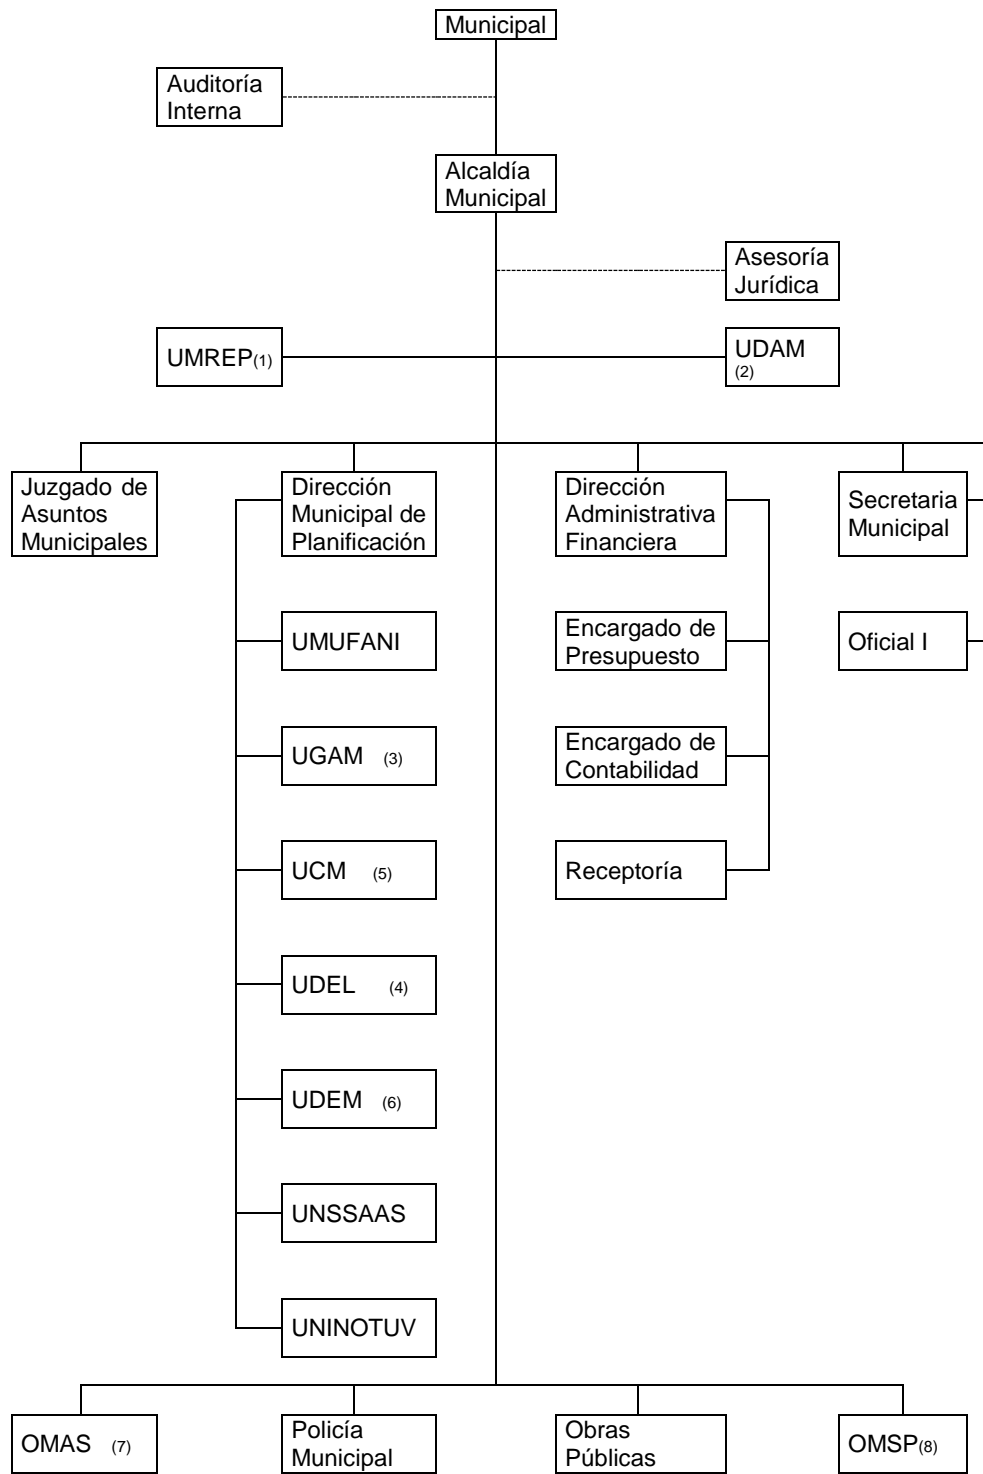 Municipal
Auditoría
Interna
Alcaldía
Municipal
Asesoría
Jurídica
UMREP(1)
UDAM
(2)
Juzgado de
Asuntos
Municipales
Dirección
Municipal de
Planificación
Dirección
Administrativa
Financiera
Secretaria
Municipal
UMUFANI
Encargado de
Presupuesto
Oficial I
UGAM (3)
Encargado de
Contabilidad
UCM (5)
Receptoría
UDEL (4)
UDEM (6)
UNSSAAS
UNINOTUV
OMAS (7)
Policía
Municipal
Obras
Públicas
OMSP(8)